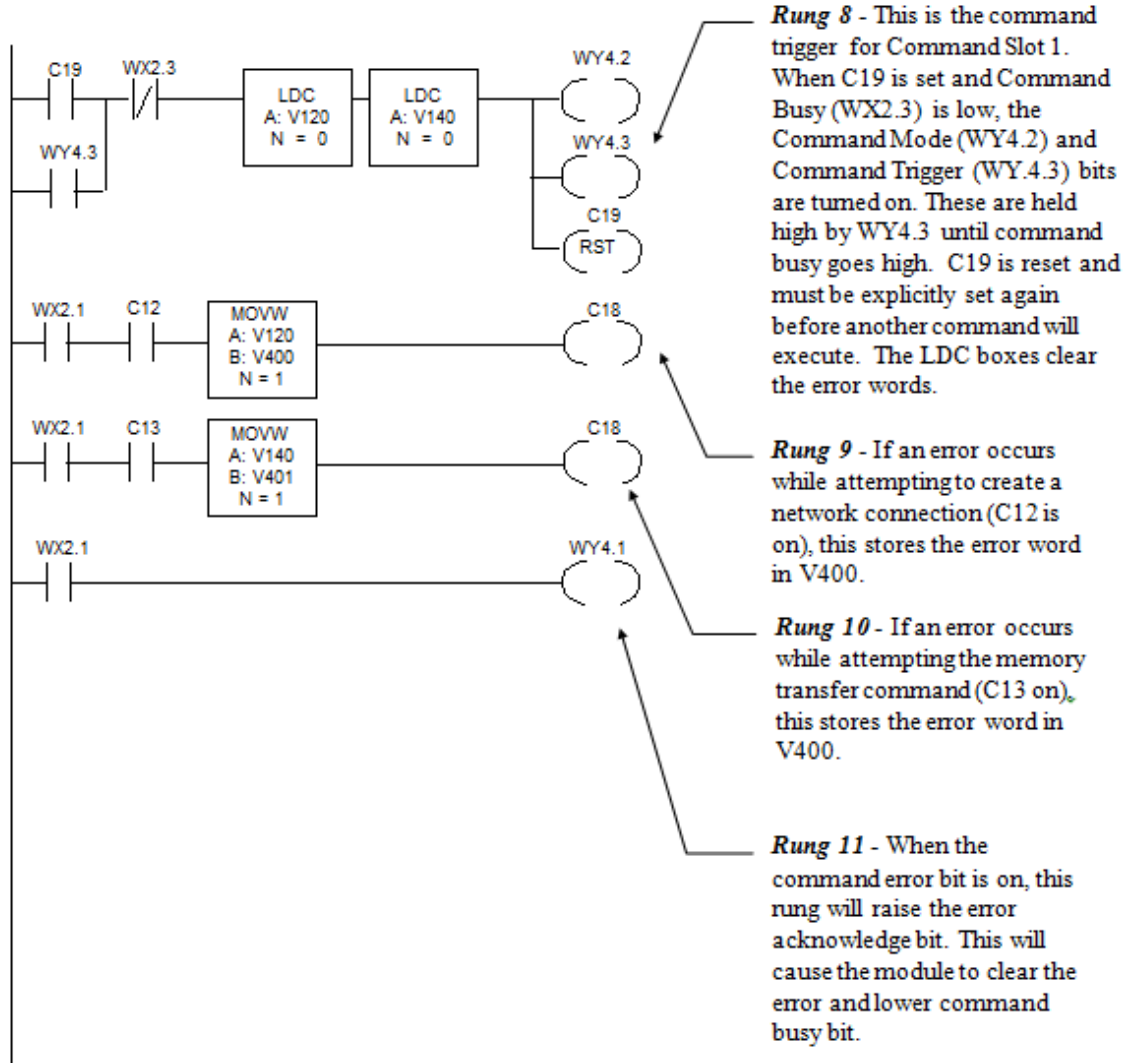 C19
WX2.3
LDC
A: V120
N = 0
LDC
A: V140
N = 0
WY4.2
WY4.3
WY4.3
C19
RST
WX2.1
C12
MOVW
A: V120
B: V400
N = 1
C18
WX2.1
C13
MOVW
A: V140
B: V401
N = 1
C18
WX2.1
WY4.1
Rung 8 - This is the command
trigger for Command Slot 1.
When C19 is set and Command
Busy (WX2.3) is low, the
Command Mode (WY4.2) and
Command Trigger (WY.4.3) bits
are turned on. These are held
high by WY4.3 until command
busy goes high. C19 is reset and
must be explicitly set again
before another command will
execute. The LDC boxes clear
the error words.
Rung 9 - If an error occurs
while attempting to create a
network connection (C12 is
on), this stores the error word
in V400.
Rung 10 - If an error occurs
while attempting the memory
transfer command (C13 on),
this stores the error word in
V400.
Rung 11 - When the
command error bit is on, this
rung will raise the error
acknowledge bit. This will
cause the module to clear the
error and lower command
busy bit.